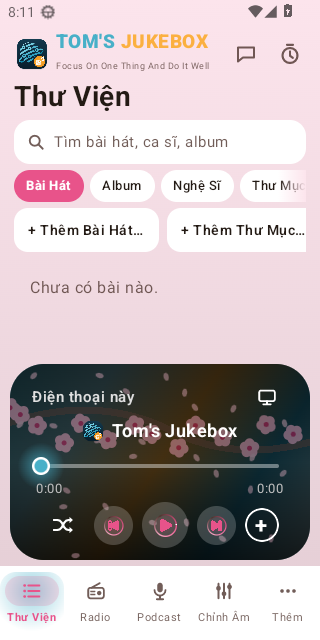 8:11
TOM'S JUKEBOX
Focus On One Thing And Do It Well
Thư Viện
Tìm bài hát, ca sĩ, album
Bài Hát
Album
Nghệ Sĩ
Thư Mục
+ Thêm Bài Hát…
+ Thêm Thư Mục…
Chưa có bài nào.
Điện thoại này
Tom's Jukebox
0:00
0:00
Thư Viện
Radio
Podcast
Chỉnh Âm
Thêm